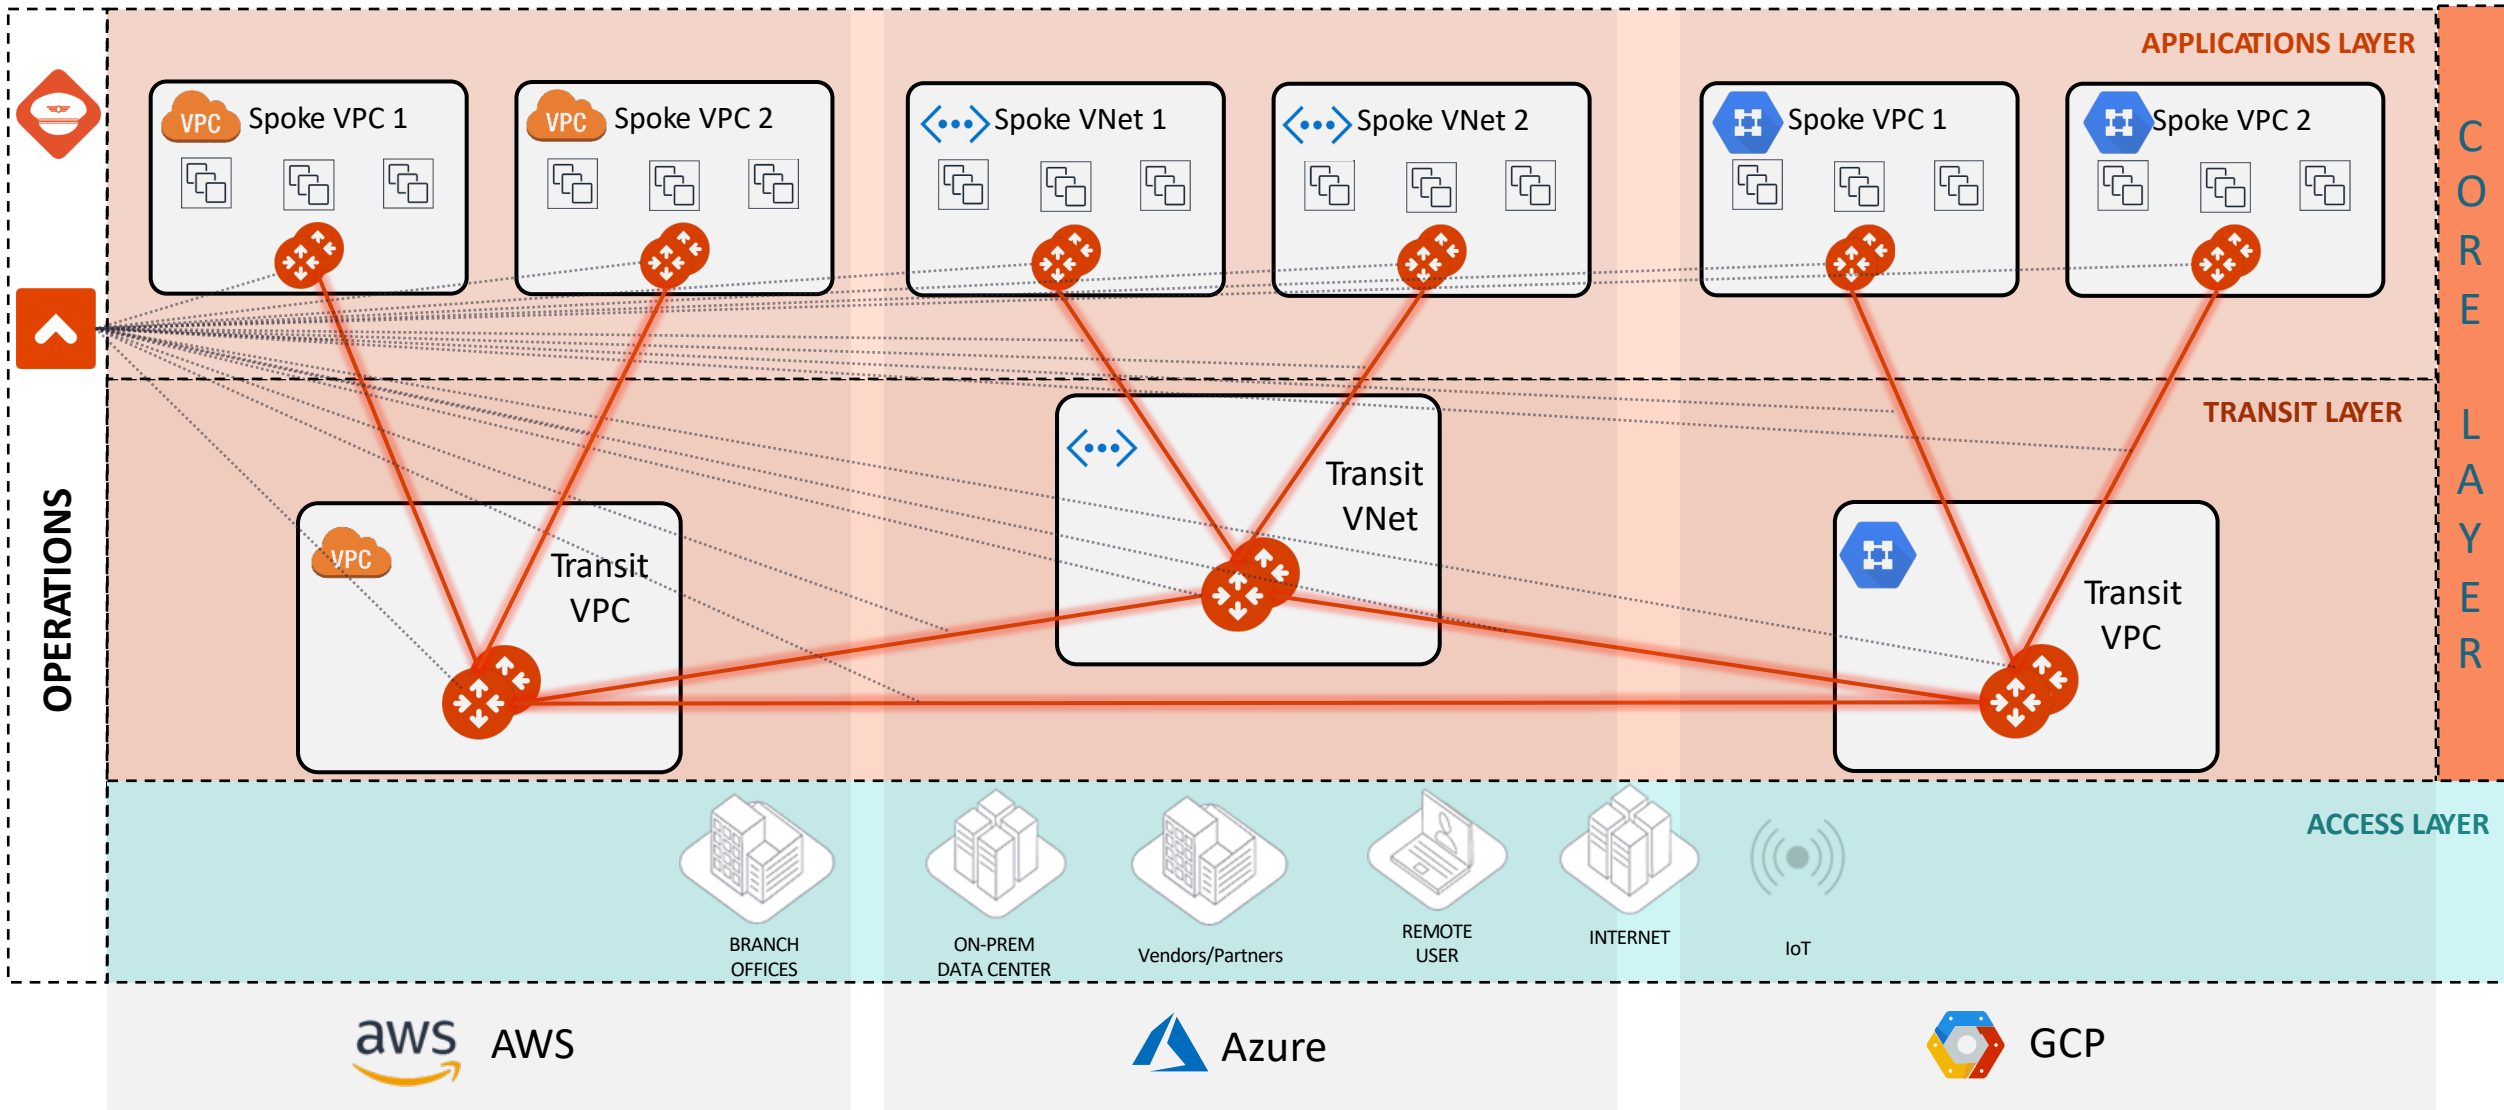 APPLICATIONS LAYER
VPC
Spoke VPC 1
VPC
Spoke VPC 2
Spoke VNet 1
Spoke VNet 2
Spoke VPC 1
Spoke VPC 2
CORE LAYER
OPERATIONS
TRANSIT LAYER
VPC
Transit
VPC
Transit
VNet
Transit
VPC
ACCESS LAYER
BRANCH
OFFICES
ON-PREM
DATA CENTER
Vendors/Partners
REMOTE
USER
INTERNET
IoT
aws
AWS
Azure
GCP